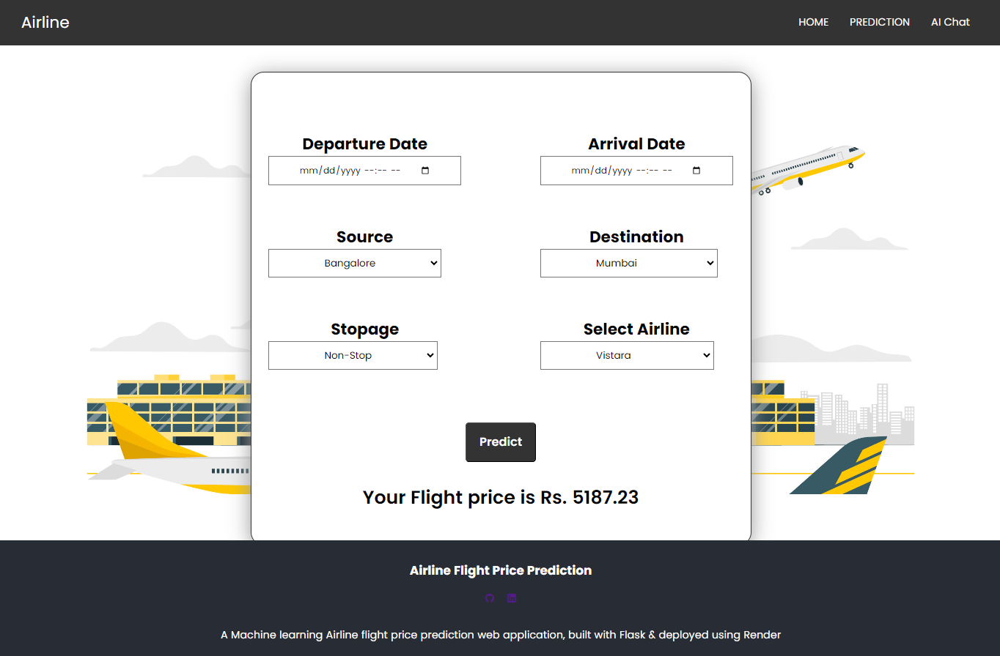 Airline
HOME PREDICTION AI Chat
Departure Date Arrival Date
mm/dd/yyyy --:-- -- mm/dd/yyyy --:-- --
Source Destination
Bangalore Mumbai
Stopage Select Airline
Non-Stop Vistara
Predict
Your Flight price is Rs. 5187.23
Airline Flight Price Prediction
A Machine learning Airline flight price prediction web application, built with Flask & deployed using Render